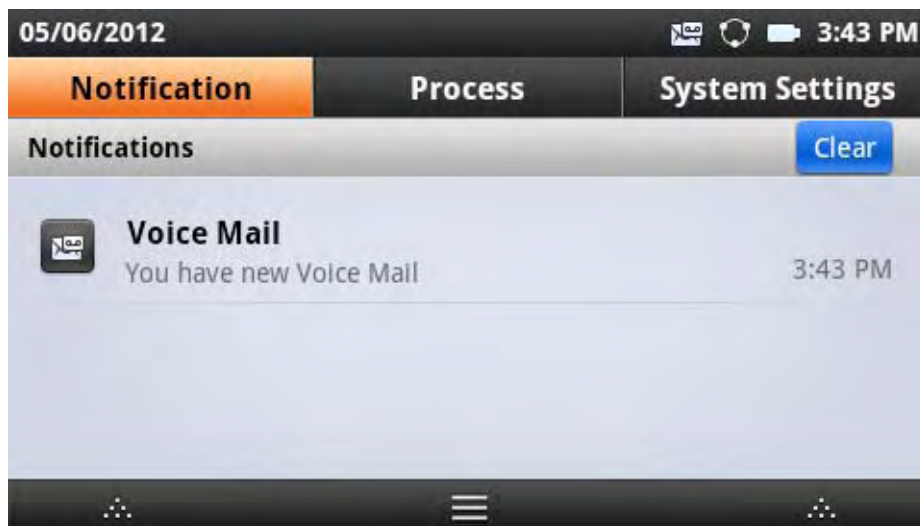 05/06/2012 3:43 PM
Notification Process System Settings
Notifications Clear
Voice Mail
You have new Voice Mail 3:43 PM